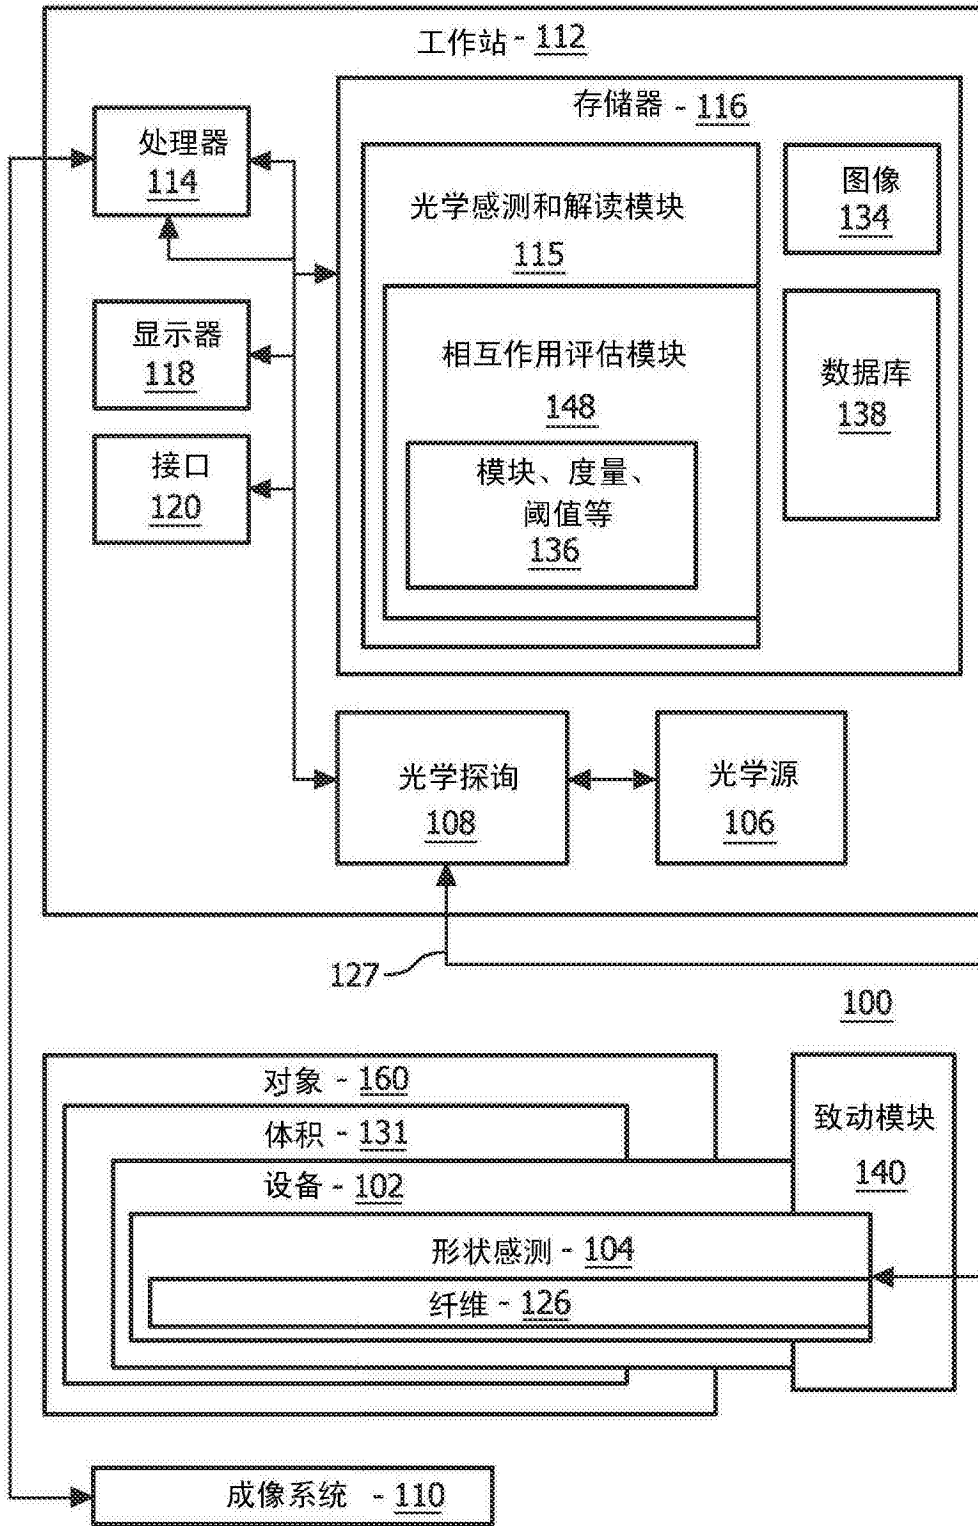 工作站 - 112
存储器 - 116
处理器
114
光学感测和解读模块
115
图像
134
显示器
118
相互作用评估模块
148
数据库
138
接口
120
模块、度量、
阈值等
136
光学探询
108
光学源
106
127
100
对象 - 160
体积 - 131
设备 - 102
形状感测 - 104
纤维 - 126
致动模块
140
成像系统 - 110